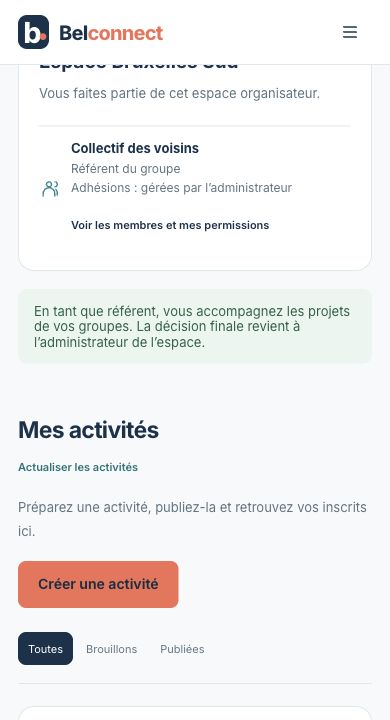 Belconnect
Espace Bruxelles Sud
Vous faites partie de cet espace organisateur.
Collectif des voisins
Référent du groupe
Adhésions : gérées par l’administrateur
Voir les membres et mes permissions
En tant que référent, vous accompagnez les projets
de vos groupes. La décision finale revient à
l’administrateur de l’espace.
Mes activités
Actualiser les activités
Préparez une activité, publiez-la et retrouvez vos inscrits
ici.
Créer une activité
Toutes
Brouillons
Publiées